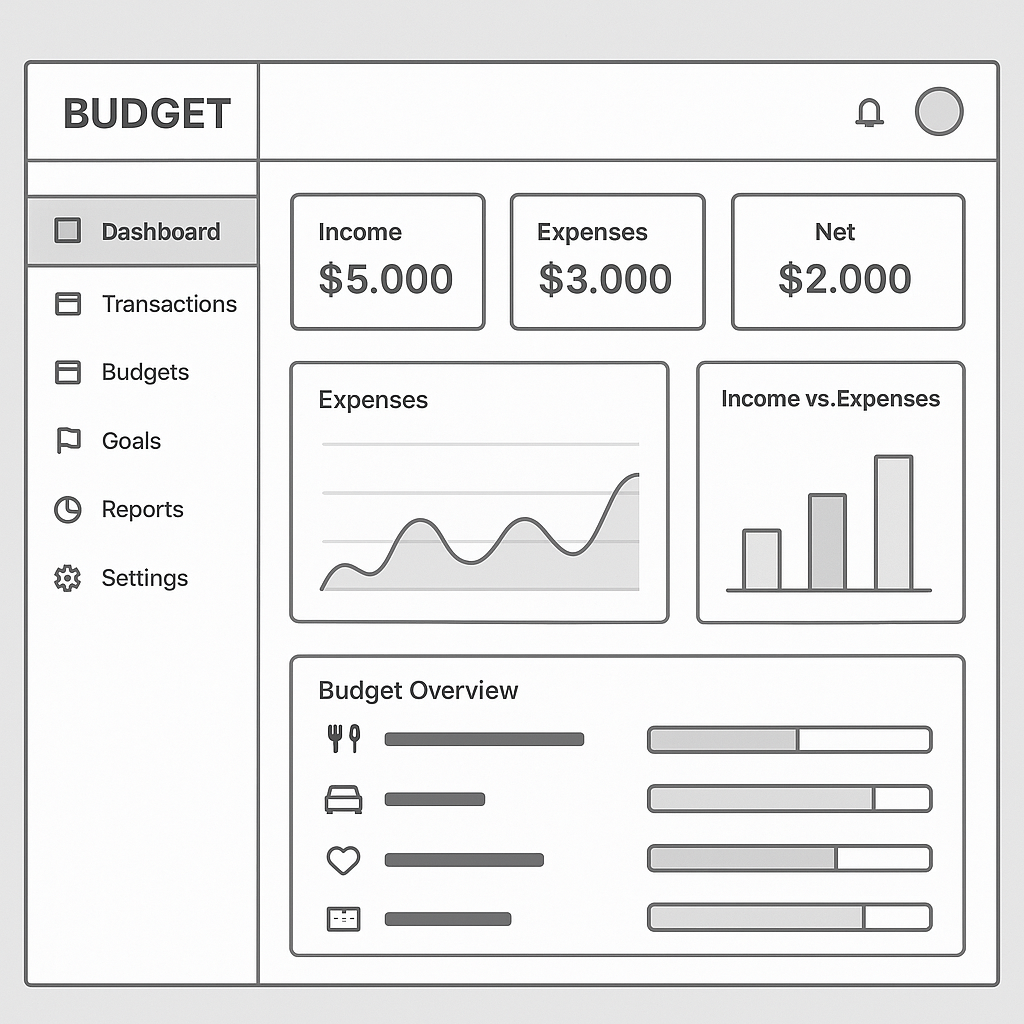 BUDGET
Dashboard
Transactions
Budgets
Goals
Reports
Settings
Income
$5.000
Expenses
$3.000
Net
$2.000
Expenses
Income vs.Expenses
Budget Overview